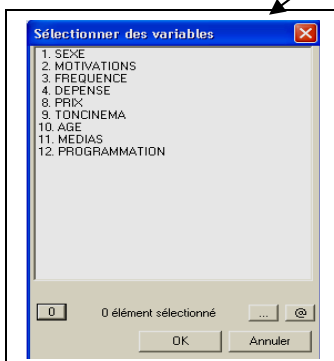 Sélectionner des variables
1. SEXE
2. MOTIVATIONS
3. FREQUENCE
4. DEPENSE
8. PRIX
9. TONCINEMA
10. AGE
11. MEDIAS
12. PROGRAMMATION
0 0 élément sélectionné ... @
OK Annuler